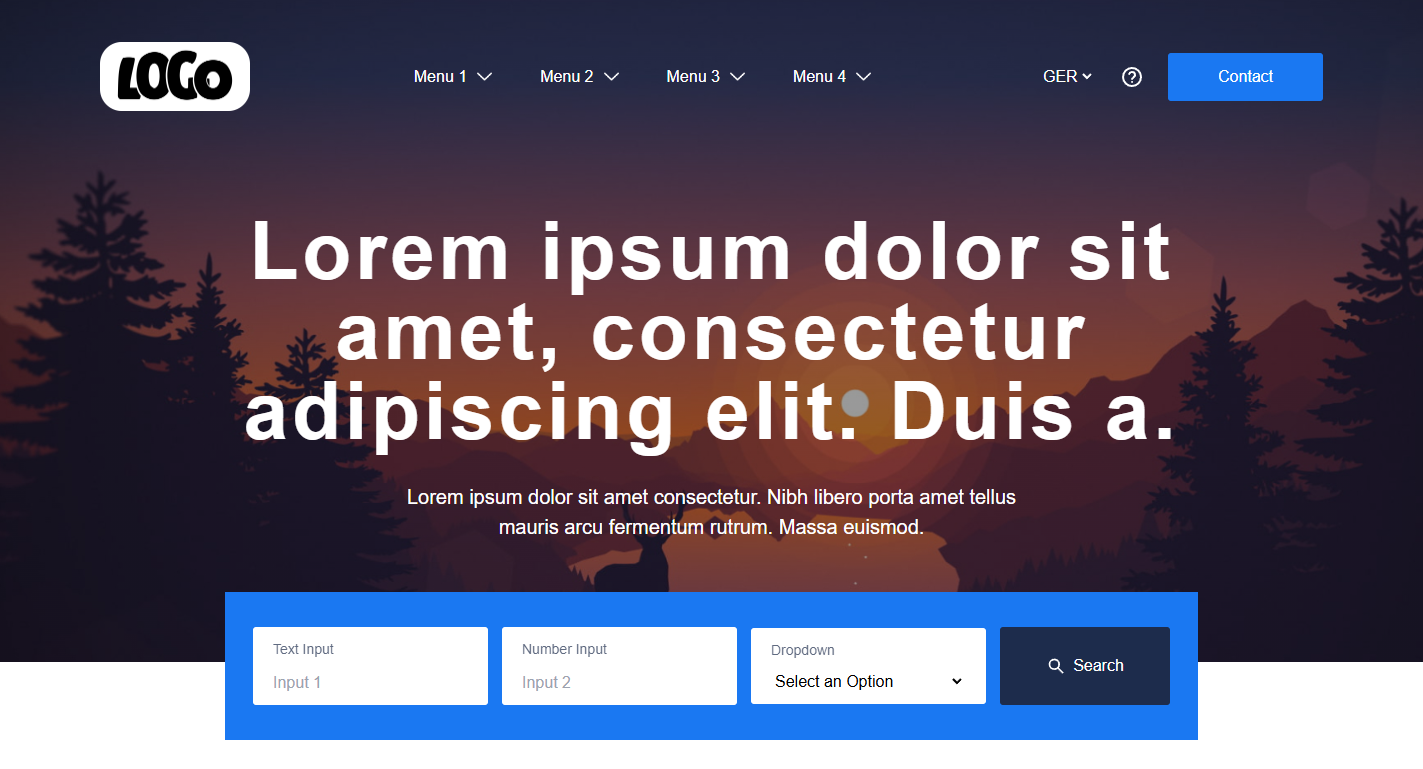 LOGO
Menu 1
Menu 2
Menu 3
Menu 4
GER
Contact
Lorem ipsum dolor sit
amet, consectetur
adipiscing elit. Duis a.
Lorem ipsum dolor sit amet consectetur. Nibh libero porta amet tellus
mauris arcu fermentum rutrum. Massa euismod.
Text Input
Input 1
Number Input
Input 2
Dropdown
Select an Option
Search